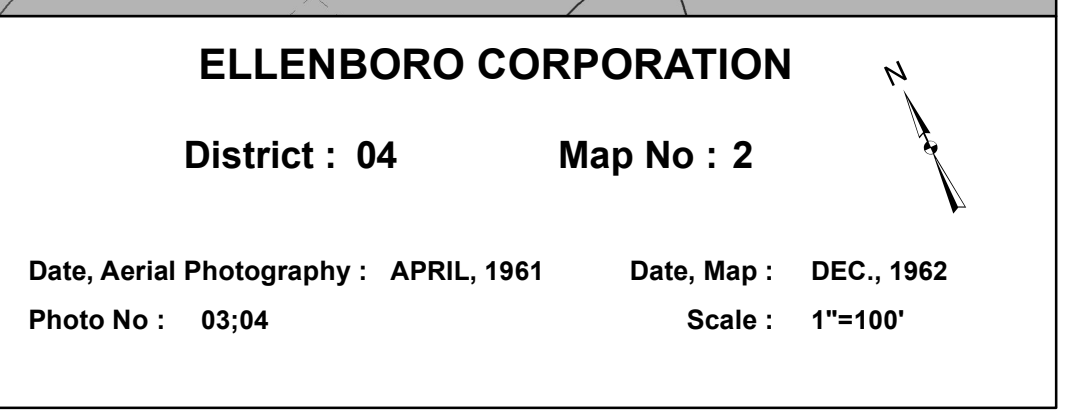 ELLENBORO CORPORATION
N
District : 04 Map No : 2
Date, Aerial Photography : APRIL, 1961 Date, Map : DEC., 1962
Photo No : 03;04 Scale : 1"=100'